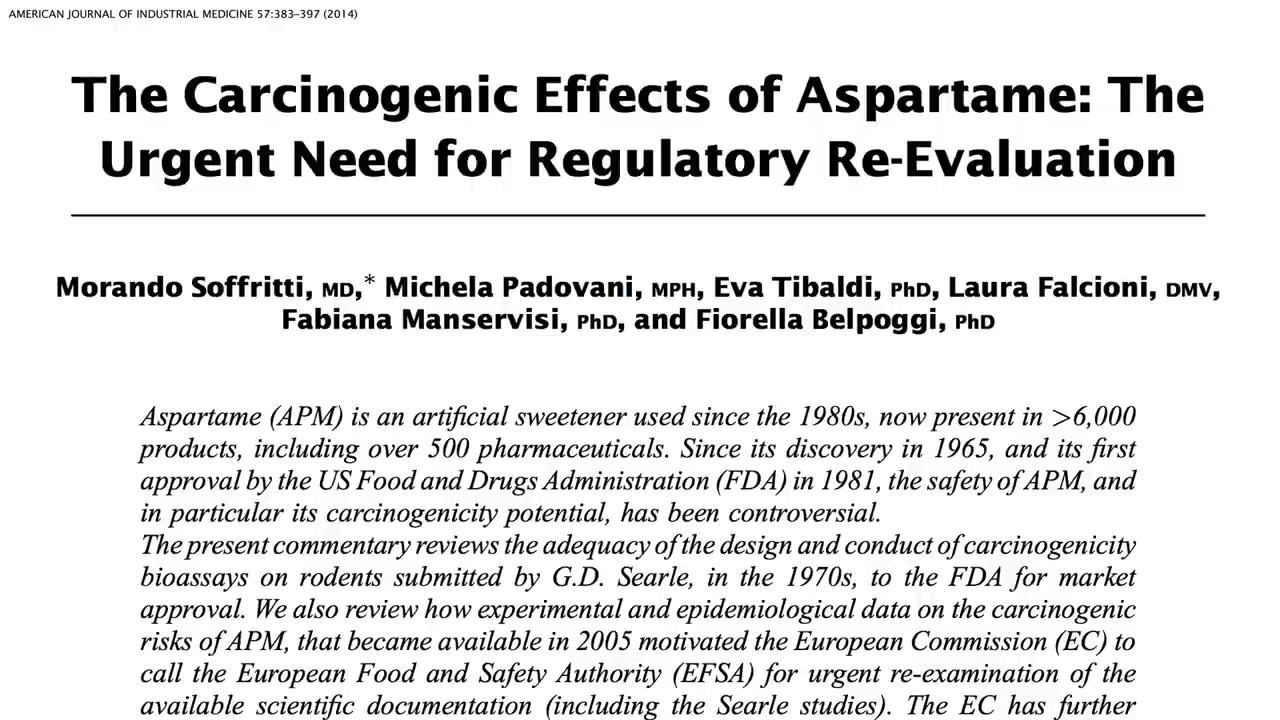 AMERICAN JOURNAL OF INDUSTRIAL MEDICINE 57:383–397 (2014)
The Carcinogenic Effects of Aspartame: The
Urgent Need for Regulatory Re-Evaluation
Morando Soffritti, MD,* Michela Padovani, MPH, Eva Tibaldi, PhD, Laura Falcioni, DMV,
Fabiana Manservisi, PhD, and Fiorella Belpoggi, PhD
Aspartame (APM) is an artificial sweetener used since the 1980s, now present in >6,000
products, including over 500 pharmaceuticals. Since its discovery in 1965, and its first
approval by the US Food and Drugs Administration (FDA) in 1981, the safety of APM, and
in particular its carcinogenicity potential, has been controversial.
The present commentary reviews the adequacy of the design and conduct of carcinogenicity
bioassays on rodents submitted by G.D. Searle, in the 1970s, to the FDA for market
approval. We also review how experimental and epidemiological data on the carcinogenic
risks of APM, that became available in 2005 motivated the European Commission (EC) to
call the European Food and Safety Authority (EFSA) for urgent re-examination of the
available scientific documentation (including the Searle studies). The EC has further